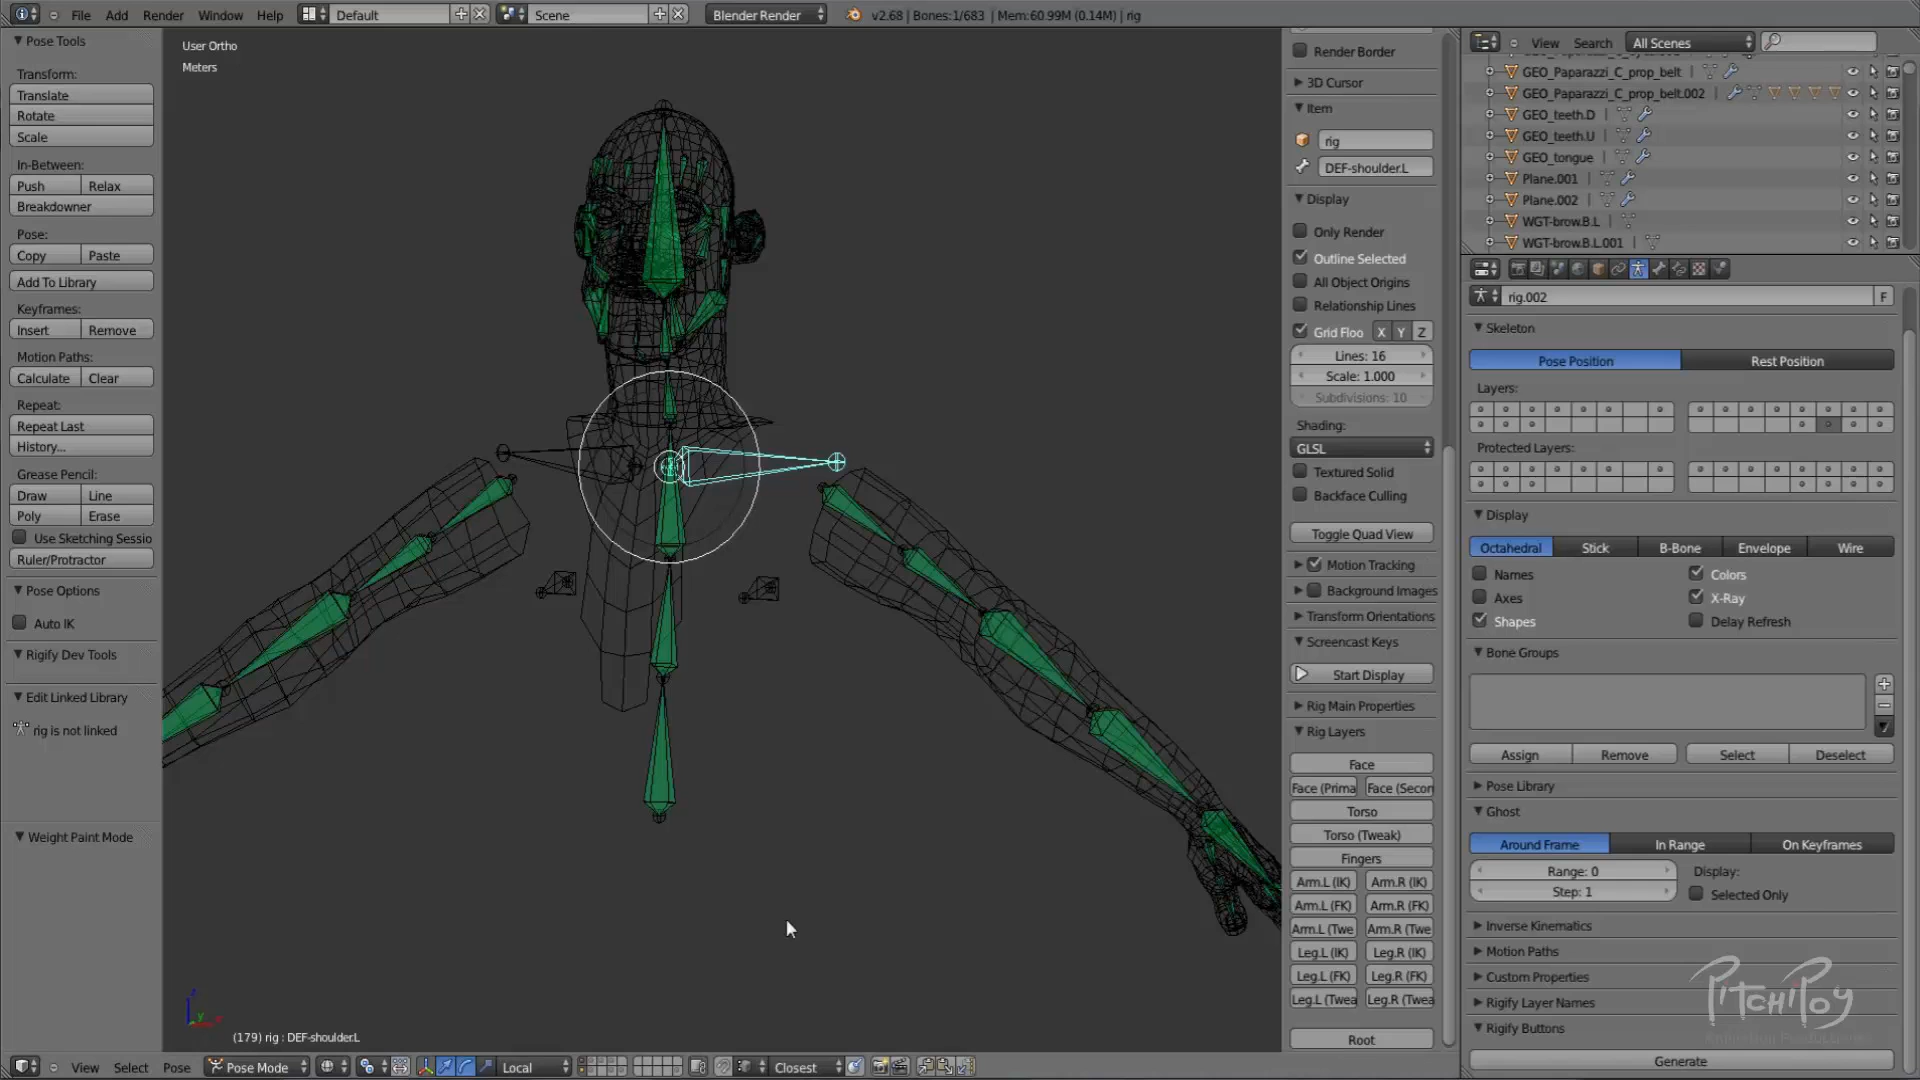 File Add Render Window Help Default Scene Blender Render v2.68 | Bones:1/683 | Mem:60.99M (0.14M) | rig
Pose Tools
Transform:
Translate
Rotate
Scale
In-Between:
Push Relax
Breakdowner
Pose:
Copy Paste
Add To Library
Keyframes:
Insert Remove
Motion Paths:
Calculate Clear
Repeat:
Repeat Last
History...
Grease Pencil:
Draw Line
Poly Erase
Use Sketching Sessio
Ruler/Protractor
Pose Options
Auto IK
Rigify Dev Tools
Edit Linked Library
rig is not linked
Weight Paint Mode
User Ortho
Meters
(179) rig : DEF-shoulder.L
View Select Pose Pose Mode Local Closest
Render Border
3D Cursor
Item
rig
DEF-shoulder.L
Display
Only Render
Outline Selected
All Object Origins
Relationship Lines
Grid Floo X Y Z
Lines: 16
Scale: 1.000
Subdivisions: 10
Shading:
GLSL
Textured Solid
Backface Culling
Toggle Quad View
Motion Tracking
Background Images
Transform Orientations
Screencast Keys
Start Display
Rig Main Properties
Rig Layers
Face
Face (Prima Face (Secon
Torso
Torso (Tweak)
Fingers
Arm.L (IK) Arm.R (IK)
Arm.L (FK) Arm.R (FK)
Arm.L (Twe Arm.R (Twe
Leg.L (IK) Leg.R (IK)
Leg.L (FK) Leg.R (FK)
Leg.L (Twea Leg.R (Twea
Root
View Search All Scenes
GEO_Paparazzi_C_prop_belt
GEO_Paparazzi_C_prop_belt.002
GEO_teeth.D
GEO_teeth.U
GEO_tongue
Plane.001
Plane.002
WGT-brow.B.L
WGT-brow.B.L.001
rig.002 F
Skeleton
Pose Position Rest Position
Layers:
Protected Layers:
Display
Octahedral Stick B-Bone Envelope Wire
Names Colors
Axes X-Ray
Shapes Delay Refresh
Bone Groups
Assign Remove Select Deselect
Pose Library
Ghost
Around Frame In Range On Keyframes
Range: 0 Display:
Step: 1 Selected Only
Inverse Kinematics
Motion Paths
Custom Properties
Rigify Layer Names
Rigify Buttons
Generate
PitchiPoy